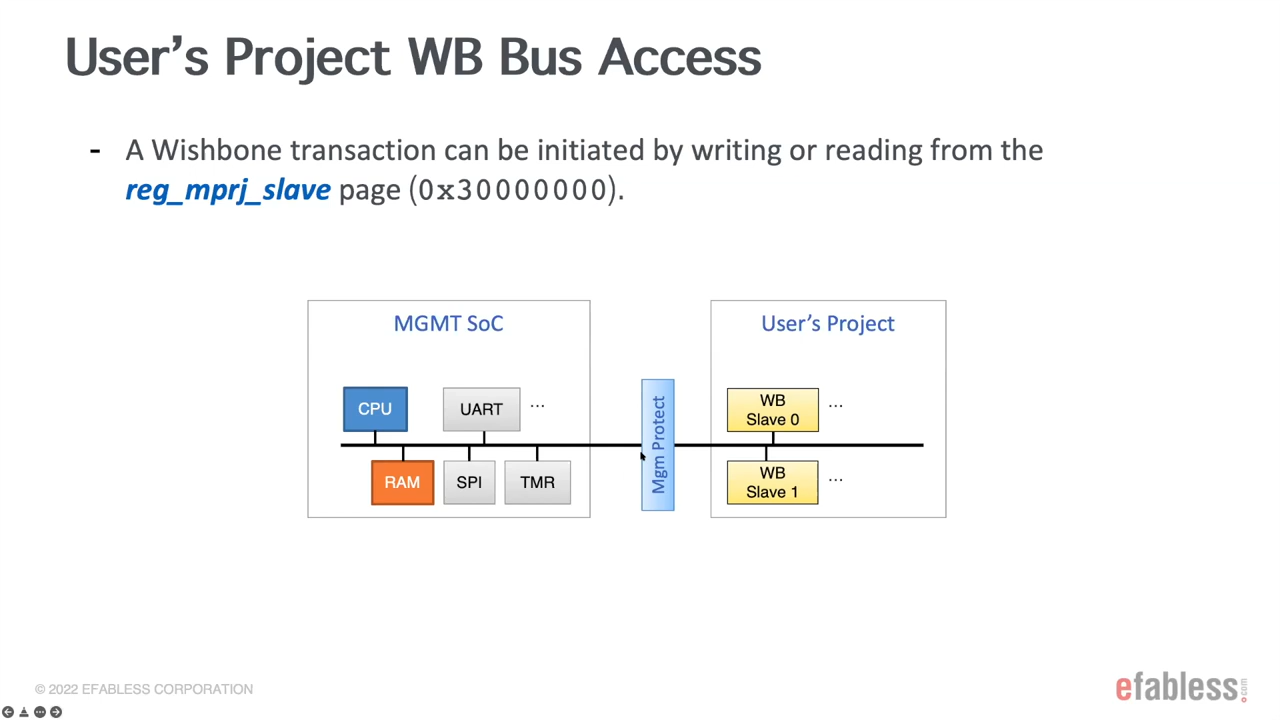 User's Project WB Bus Access
- A Wishbone transaction can be initiated by writing or reading from the
reg_mprj_slave page (0x30000000).
MGMT SoC
User's Project
CPU
UART
...
RAM
SPI
TMR
Mgm Protect
WB
Slave 0
...
WB
Slave 1
...
© 2022 EFABLESS CORPORATION
efabless.com